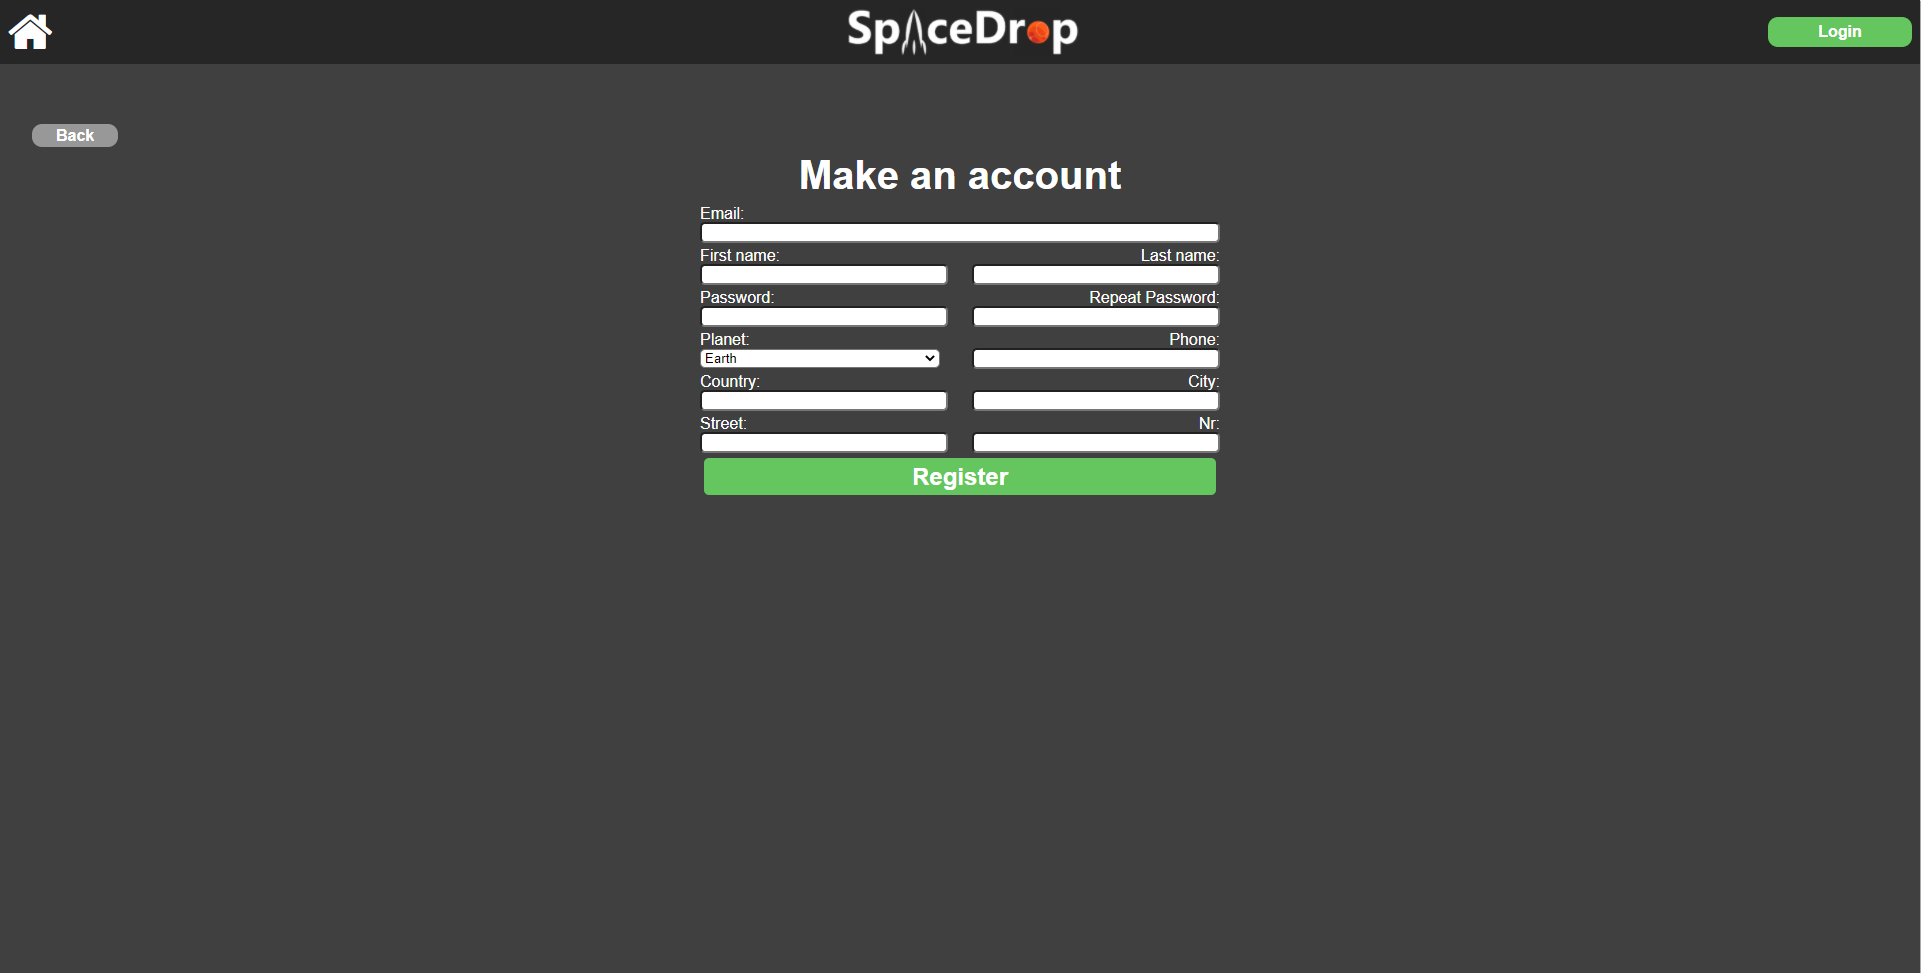 SpaceDrop
Login
Back
Make an account
Email:
First name: Last name:
Password: Repeat Password:
Planet: Phone:
Earth
Country: City:
Street: Nr:
Register